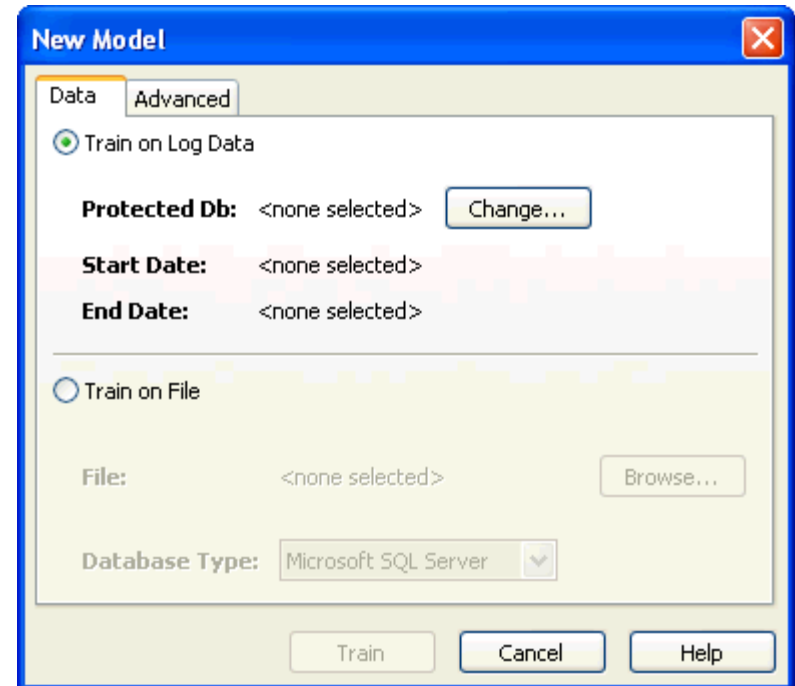 New Model
Data Advanced
Train on Log Data
Protected Db: <none selected> Change...
Start Date: <none selected>
End Date: <none selected>
Train on File
File: <none selected> Browse...
Database Type: Microsoft SQL Server
Train Cancel Help